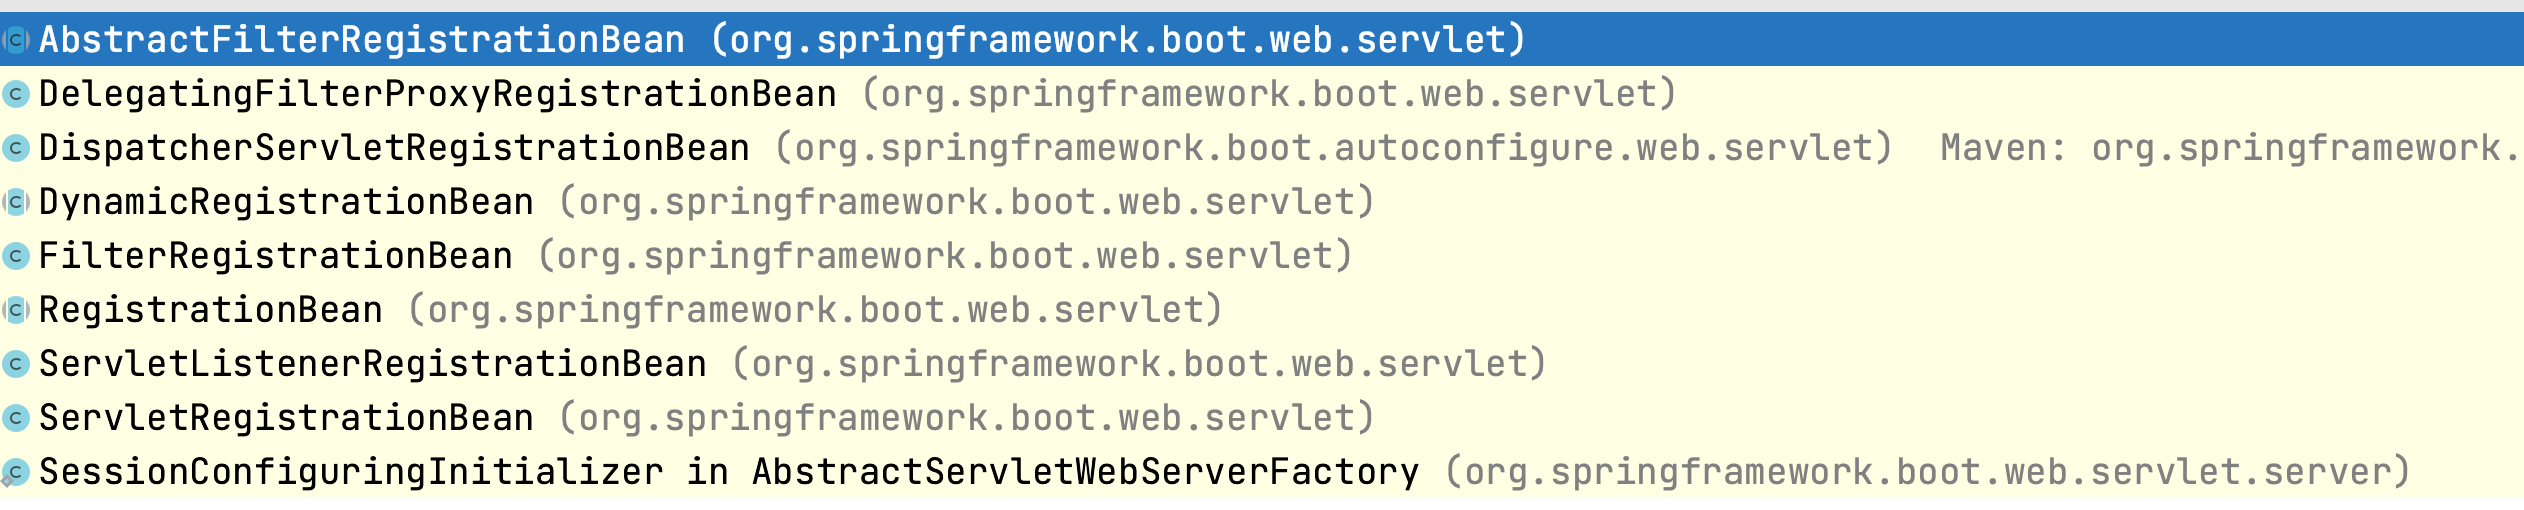 AbstractFilterRegistrationBean (org.springframework.boot.web.servlet)
DelegatingFilterProxyRegistrationBean (org.springframework.boot.web.servlet)
DispatcherServletRegistrationBean (org.springframework.boot.autoconfigure.web.servlet) Maven: org.springframework.
DynamicRegistrationBean (org.springframework.boot.web.servlet)
FilterRegistrationBean (org.springframework.boot.web.servlet)
RegistrationBean (org.springframework.boot.web.servlet)
ServletListenerRegistrationBean (org.springframework.boot.web.servlet)
ServletRegistrationBean (org.springframework.boot.web.servlet)
SessionConfiguringInitializer in AbstractServletWebServerFactory (org.springframework.boot.web.servlet.server)